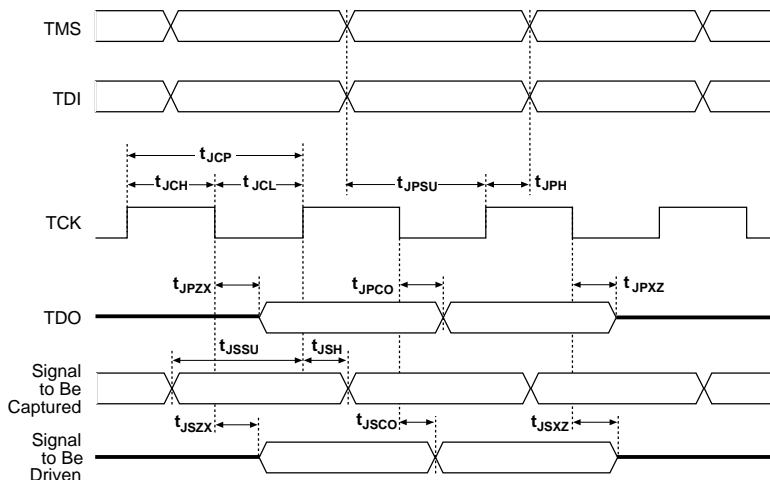 TMS
TDI
tJCP
tJCH
tJCL
tJPSU
tJPH
TCK
tJPZX
tJPCO
tJPXZ
TDO
tJSSU
tJSH
Signal
to Be
Captured
tJSZX
tJSCO
tJSXZ
Signal
to Be
Driven